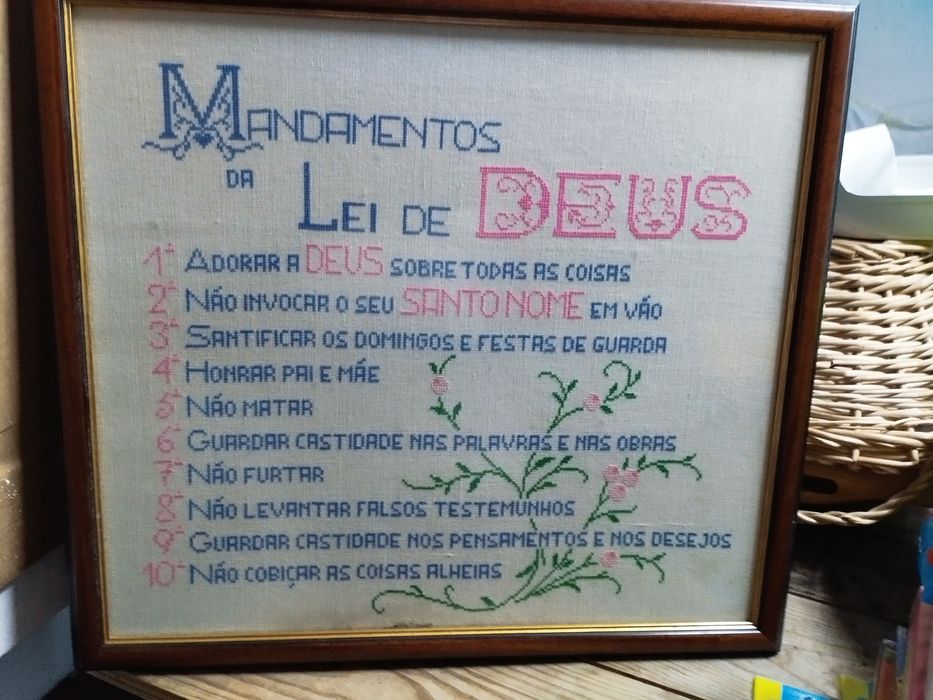 MANDAMENTOS
DA
LEI DE DEUS
1º ADORAR A DEUS SOBRE TODAS AS COISAS
2º NÃO INVOCAR O SEU SANTO NOME EM VÃO
3º SANTIFICAR OS DOMINGOS E FESTAS DE GUARDA
4º HONRAR PAI E MÃE
5º NÃO MATAR
6º GUARDAR CASTIDADE NAS PALAVRAS E NAS OBRAS
7º NÃO FURTAR
8º NÃO LEVANTAR FALSOS TESTEMUNHOS
9º GUARDAR CASTIDADE NOS PENSAMENTOS E NOS DESEJOS
10º NÃO COBIÇAR AS COISAS ALHEIAS